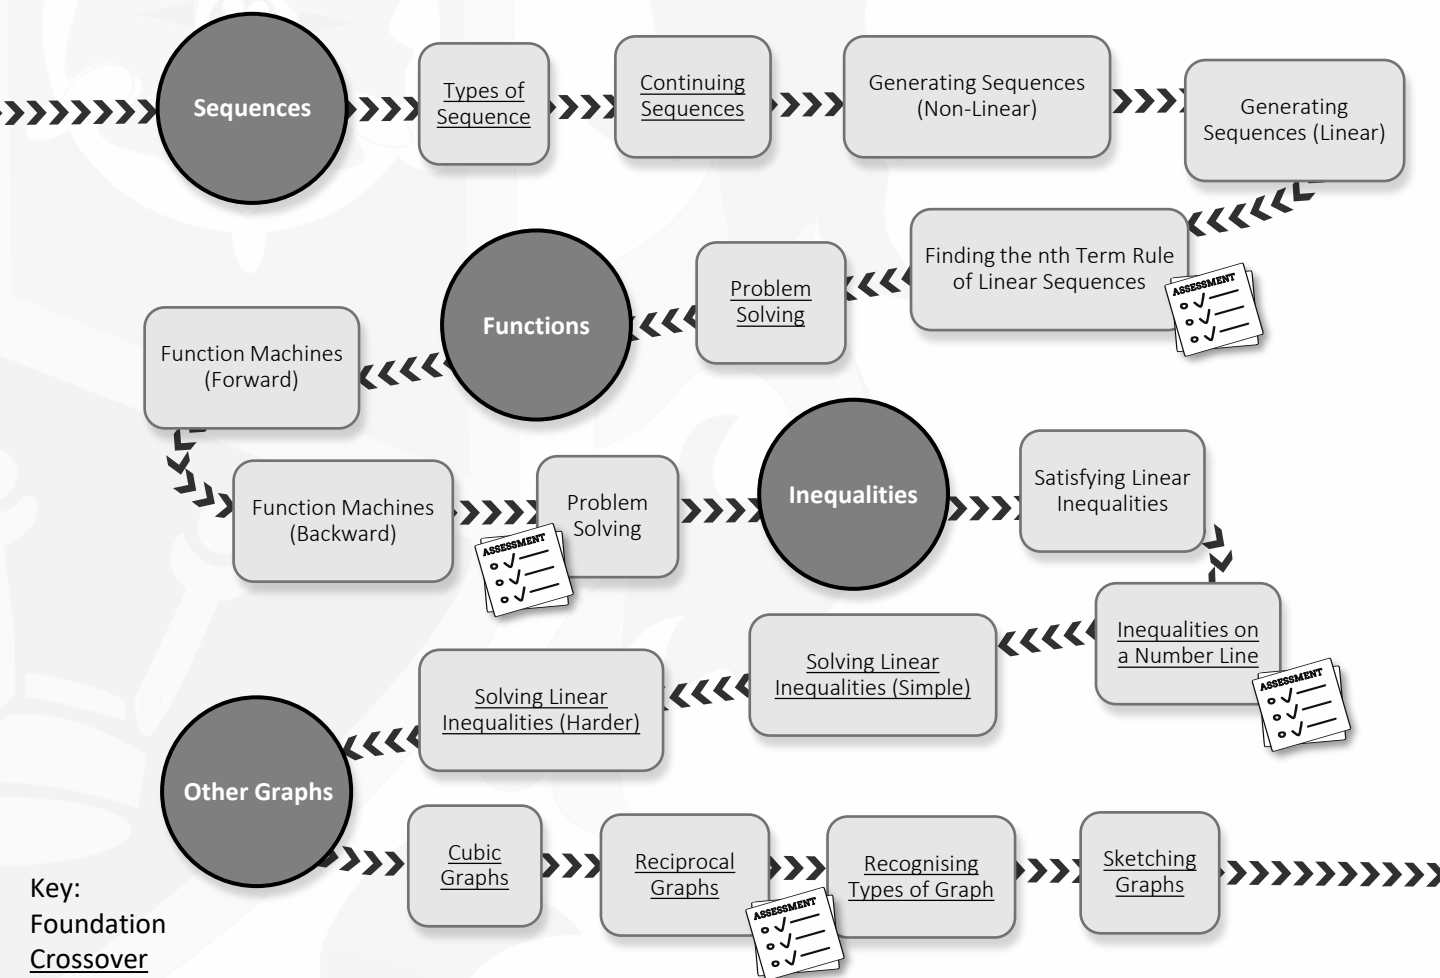 Sequences
Types of
Sequence
Continuing
Sequences
Generating Sequences
(Non-Linear)
Generating
Sequences (Linear)
Finding the nth Term Rule
of Linear Sequences
ASSESSMENT
Problem
Solving
Functions
Function Machines
(Forward)
Function Machines
(Backward)
ASSESSMENT
Problem
Solving
Inequalities
Satisfying Linear
Inequalities
Inequalities on
a Number Line
ASSESSMENT
Solving Linear
Inequalities (Simple)
Solving Linear
Inequalities (Harder)
Other Graphs
Cubic
Graphs
Reciprocal
Graphs
ASSESSMENT
Recognising
Types of Graph
Sketching
Graphs
Key:
Foundation
Crossover